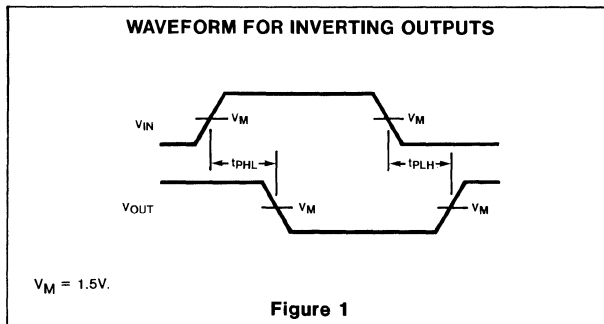 WAVEFORM FOR INVERTING OUTPUTS
VIN
VM
VM
tPHL
tPLH
VOUT
VM
VM
VM = 1.5V.
Figure 1